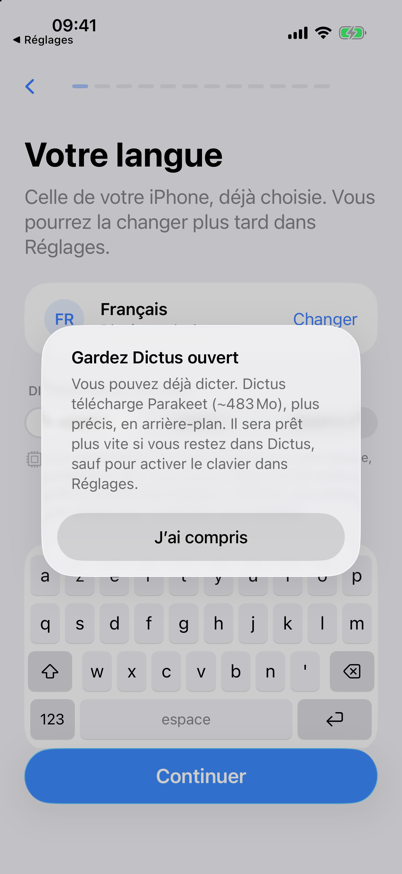 09:41
◀ Réglages
Votre langue
Celle de votre iPhone, déjà choisie. Vous
pourrez la changer plus tard dans
Réglages.
FR
Français
Changer
Gardez Dictus ouvert
Vous pouvez déjà dicter. Dictus
télécharge Parakeet (~483 Mo), plus
précis, en arrière-plan. Il sera prêt
plus vite si vous restez dans Dictus,
sauf pour activer le clavier dans
Réglages.
J’ai compris
a z e r t y u i o p
q s d f g h j k l m
w x c v b n '
123 espace
Continuer